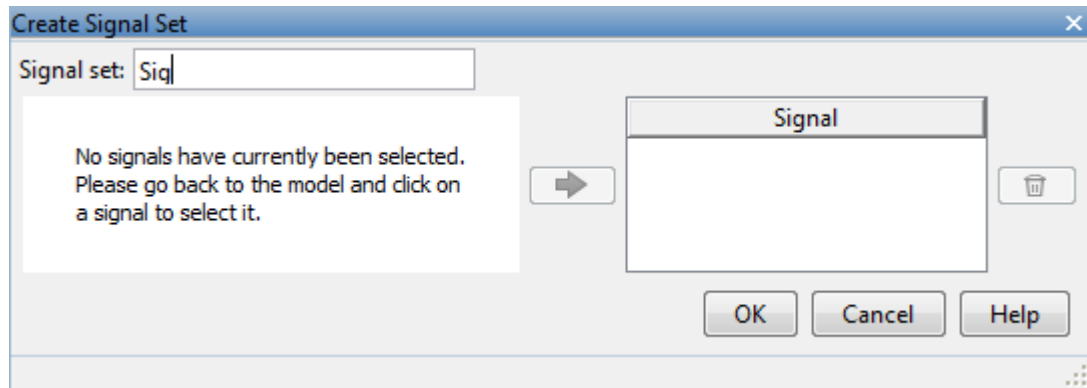 Create Signal Set
Signal set: Sig
No signals have currently been selected.
Please go back to the model and click on
a signal to select it.
Signal
OK Cancel Help